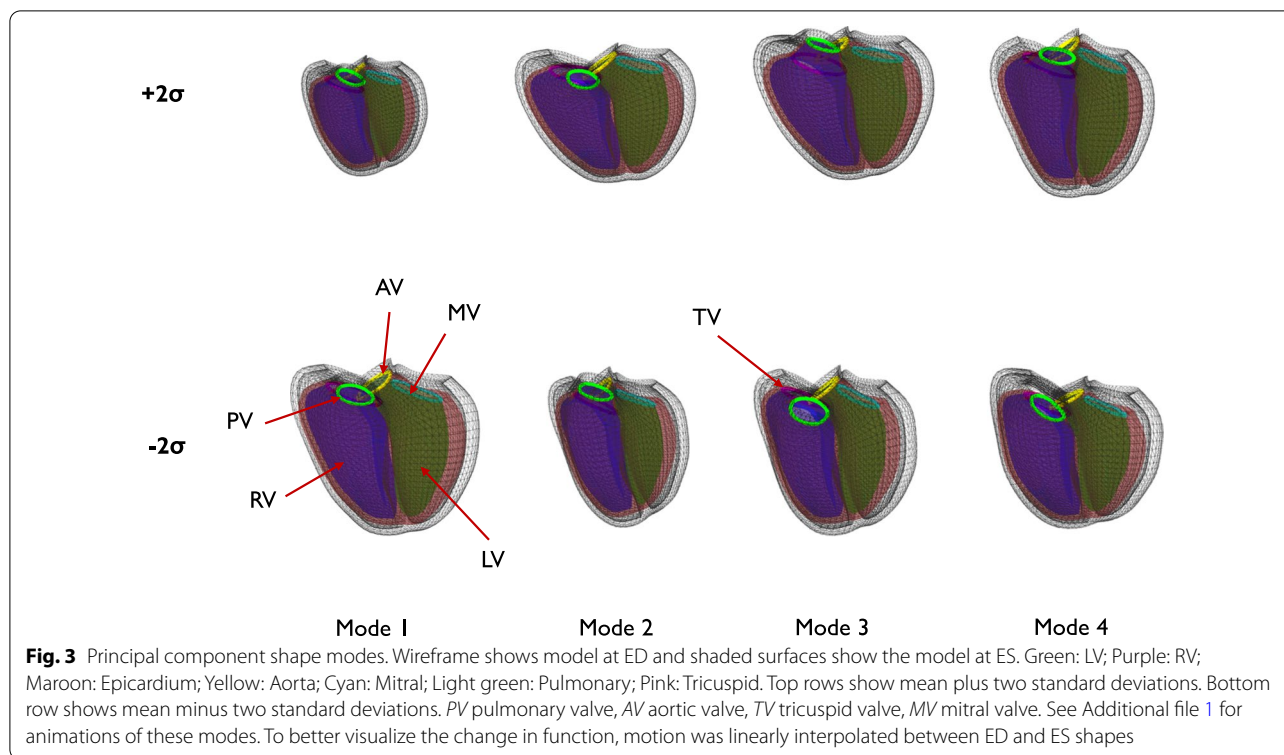 +2σ
AV
MV
TV
PV
-2σ
RV
LV
Mode 1 Mode 2 Mode 3 Mode 4
Fig. 3 Principal component shape modes. Wireframe shows model at ED and shaded surfaces show the model at ES. Green: LV; Purple: RV;
Maroon: Epicardium; Yellow: Aorta; Cyan: Mitral; Light green: Pulmonary; Pink: Tricuspid. Top rows show mean plus two standard deviations. Bottom
row shows mean minus two standard deviations. PV pulmonary valve, AV aortic valve, TV tricuspid valve, MV mitral valve. See Additional file 1 for
animations of these modes. To better visualize the change in function, motion was linearly interpolated between ED and ES shapes